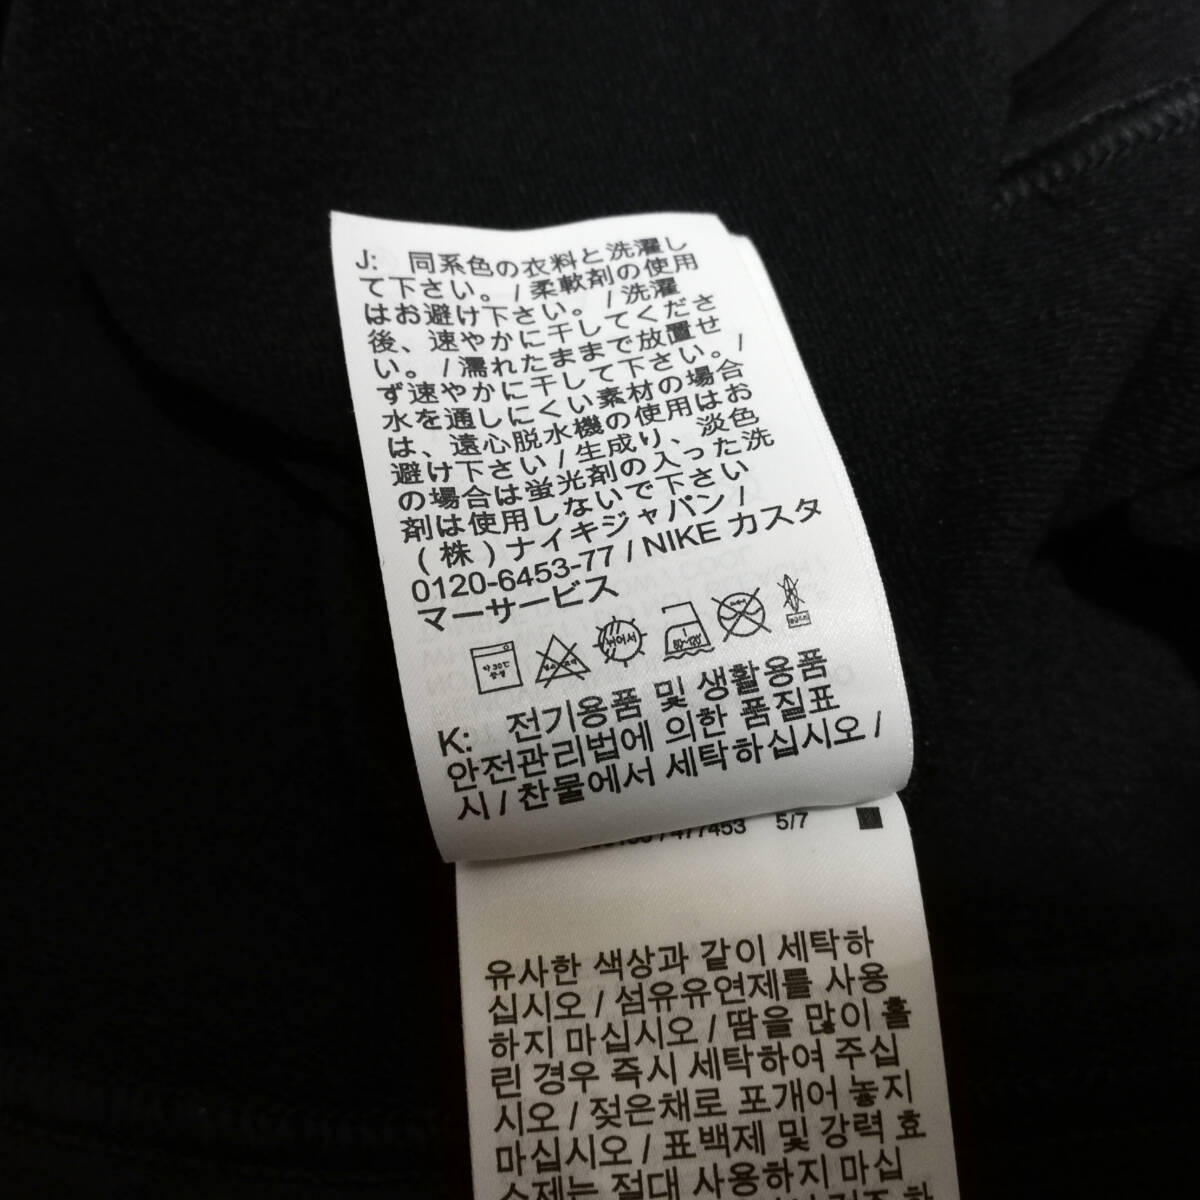 J: 同系色の衣料と洗濯し
て下さい。/ 柔軟剤の使用
はお避け下さい。/ 洗濯
後、速やかに干してくださ
い。/ 濡れたままで放置せ
ず速やかに干して下さい。/
水を通しにくい素材の場合
は、遠心脱水機の使用はお
避け下さい / 生成り、淡色
の場合は蛍光剤の入った洗
剤は使用しないで下さい
(株)ナイキジャパン /
0120-6453-77 / NIKE カスタ
マーサービス
K: 전기용품 및 생활용품
안전관리법에 의한 품질표
시 / 찬물에서 세탁하십시오 /
/ 477453 5/7
유사한 색상과 같이 세탁하
십시오 / 섬유유연제를 사용
하지 마십시오 / 땀을 많이 흘
린 경우 즉시 세탁하여 주십
시오 / 젖은채로 포개어 놓지
마십시오 / 표백제 및 강력 효
소제는 절대 사용하지 마십